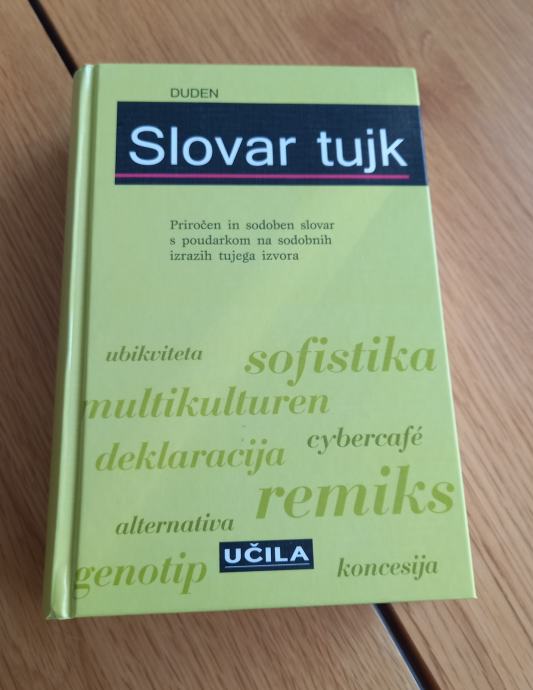 DUDEN
Slovar tujk
Priročen in sodoben slovar
s poudarkom na sodobnih
izrazih tujega izvora
ubikviteta
sofistika
multikulturen
cybercafé
deklaracija
remiks
alternativa
UČILA
genotip
koncesija